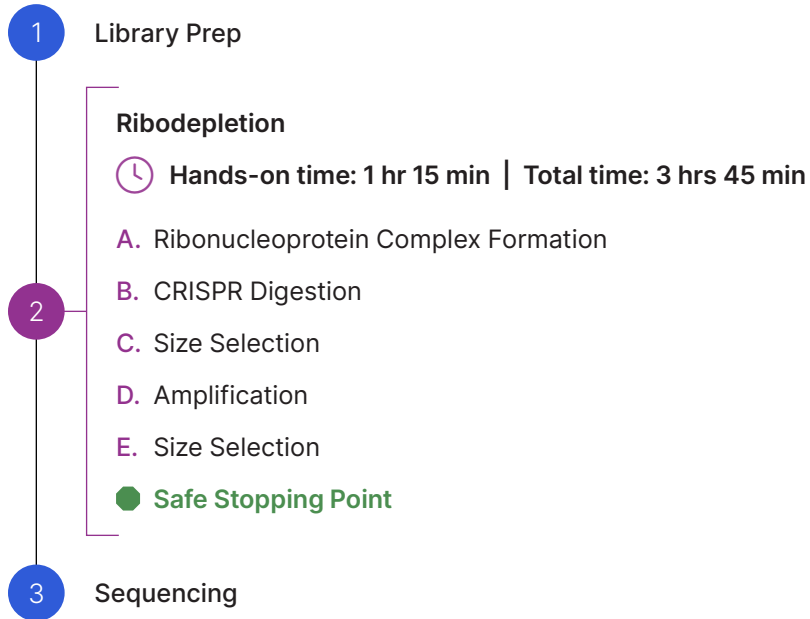 1 Library Prep
Ribodepletion
Hands-on time: 1 hr 15 min | Total time: 3 hrs 45 min
A. Ribonucleoprotein Complex Formation
B. CRISPR Digestion
2
C. Size Selection
D. Amplification
E. Size Selection
Safe Stopping Point
3 Sequencing